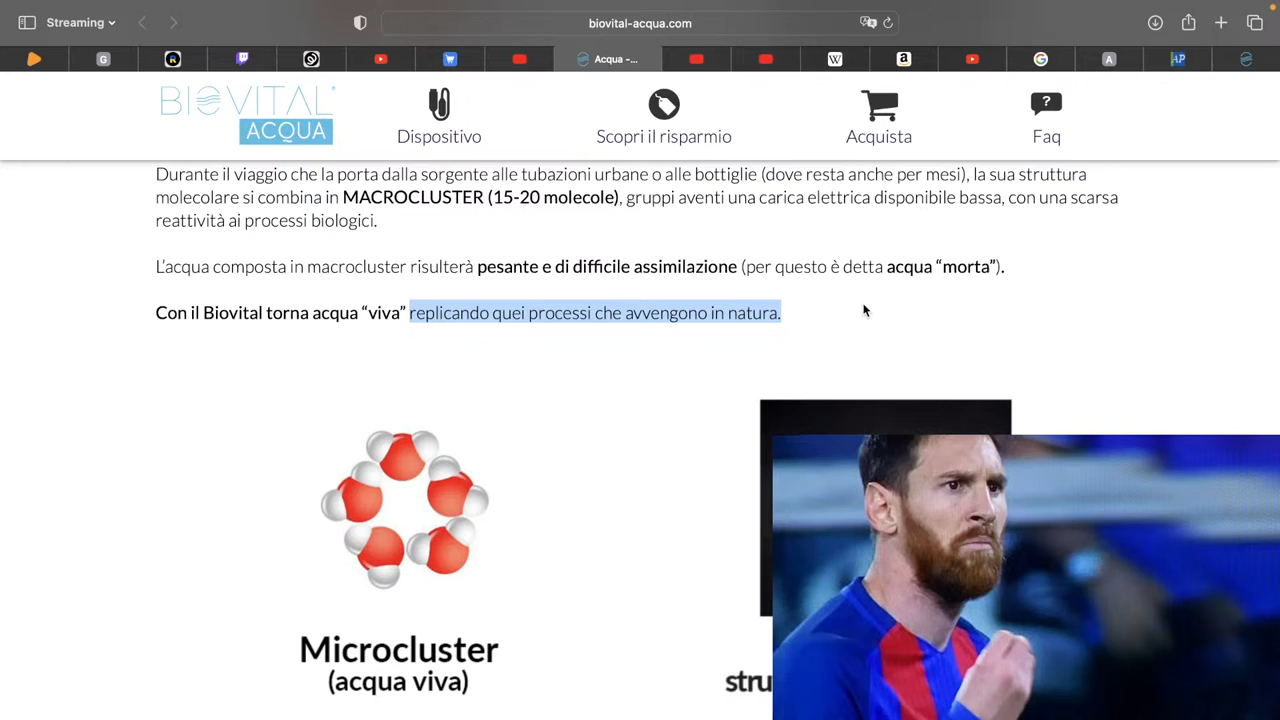 Streaming
biovital-acqua.com
Acqua -...
BIOVITAL
ACQUA
Dispositivo
Scopri il risparmio
Acquista
Faq
Durante il viaggio che la porta dalla sorgente alle tubazioni urbane o alle bottiglie (dove resta anche per mesi), la sua struttura
molecolare si combina in MACROCLUSTER (15-20 molecole), gruppi aventi una carica elettrica disponibile bassa, con una scarsa
reattività ai processi biologici.
L'acqua composta in macrocluster risulterà pesante e di difficile assimilazione (per questo è detta acqua “morta”).
Con il Biovital torna acqua “viva” replicando quei processi che avvengono in natura.
Microcluster
(acqua viva)
stru